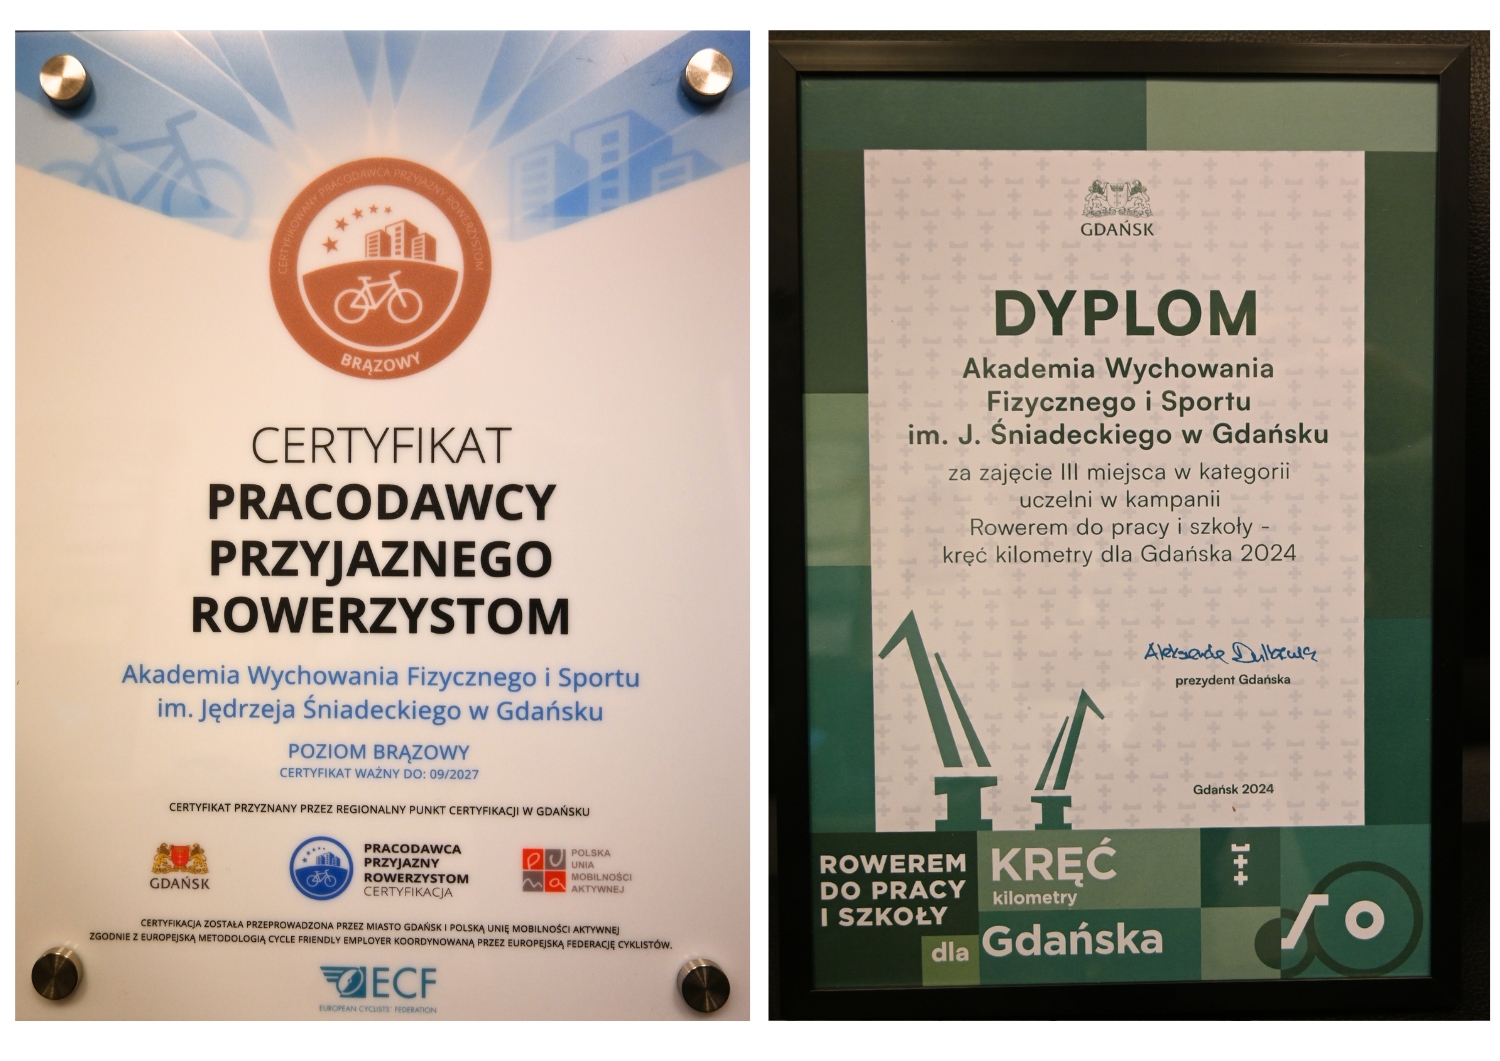 CERTYFIKOWANY PRACODAWCA PRZYJAZNY ROWERZYSTOM
BRĄZOWY
CERTYFIKAT
PRACODAWCY
PRZYJAZNEGO
ROWERZYSTOM
Akademia Wychowania Fizycznego i Sportu
im. Jędrzeja Śniadeckiego w Gdańsku
POZIOM BRĄZOWY
CERTYFIKAT WAŻNY DO: 09/2027
CERTYFIKAT PRZYZNANY PRZEZ REGIONALNY PUNKT CERTYFIKACJI W GDAŃSKU
GDAŃSK
PRACODAWCA
PRZYJAZNY
ROWERZYSTOM
CERTYFIKACJA
PUMA
POLSKA
UNIA
MOBILNOŚCI
AKTYWNEJ
CERTYFIKACJA ZOSTAŁA PRZEPROWADZONA PRZEZ MIASTO GDAŃSK I POLSKĄ UNIĘ MOBILNOŚCI AKTYWNEJ
ZGODNIE Z EUROPEJSKĄ METODOLOGIĄ CYCLE FRIENDLY EMPLOYER KOORDYNOWANĄ PRZEZ EUROPEJSKĄ FEDERACJĘ CYKLISTÓW.
ECF
EUROPEAN CYCLISTS' FEDERATION
GDAŃSK
DYPLOM
Akademia Wychowania
Fizycznego i Sportu
im. J. Śniadeckiego w Gdańsku
za zajęcie III miejsca w kategorii
uczelni w kampanii
Rowerem do pracy i szkoły -
kręć kilometry dla Gdańska 2024
prezydent Gdańska
Gdańsk 2024
ROWEREM
DO PRACY
I SZKOŁY
KRĘĆ
kilometry
dla Gdańska